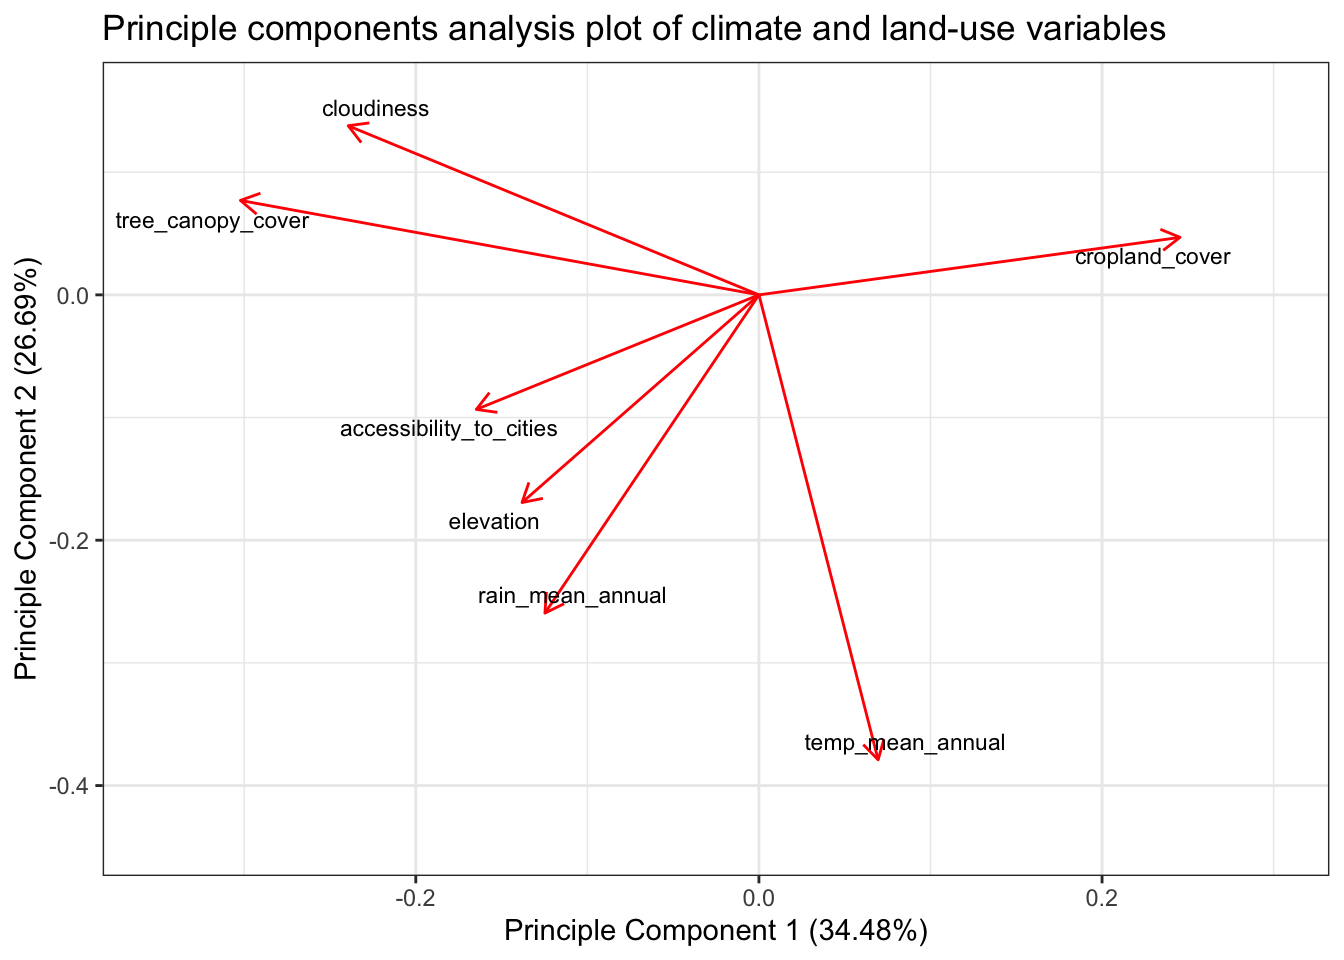 Principle components analysis plot of climate and land-use variables
cloudiness
tree_canopy_cover
cropland_cover
accessibility_to_cities
elevation
rain_mean_annual
temp_mean_annual
Principle Component 2 (26.69%)
0.0
-0.2
-0.4
-0.2
0.0
0.2
Principle Component 1 (34.48%)